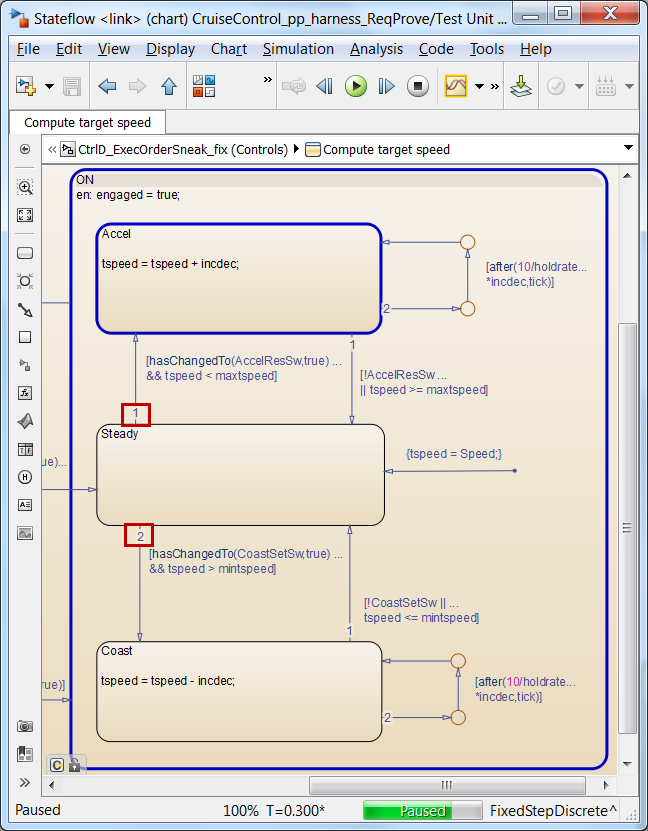 Stateflow <link> (chart) CruiseControl_pp_harness_ReqProve/Test Unit ...
File Edit View Display Chart Simulation Analysis Code Tools Help
Compute target speed
« CtrlD_ExecOrderSneak_fix (Controls) Compute target speed
ON
en: engaged = true;
Accel
tspeed = tspeed + incdec;
[after(10/holdrate...
*incdec,tick)]
2
1
[hasChangedTo(AccelResSw,true) ...
&& tspeed < maxtspeed]
[!AccelResSw ...
|| tspeed >= maxtspeed]
1
Steady
{tspeed = Speed;}
ue)...
2
[hasChangedTo(CoastSetSw,true) ...
&& tspeed > mintspeed]
[!CoastSetSw || ...
tspeed <= mintspeed]
1
Coast
tspeed = tspeed - incdec;
[after(10/holdrate...
*incdec,tick)]
rue)]
2
C
Paused 100% T=0.300* Paused FixedStepDiscrete^